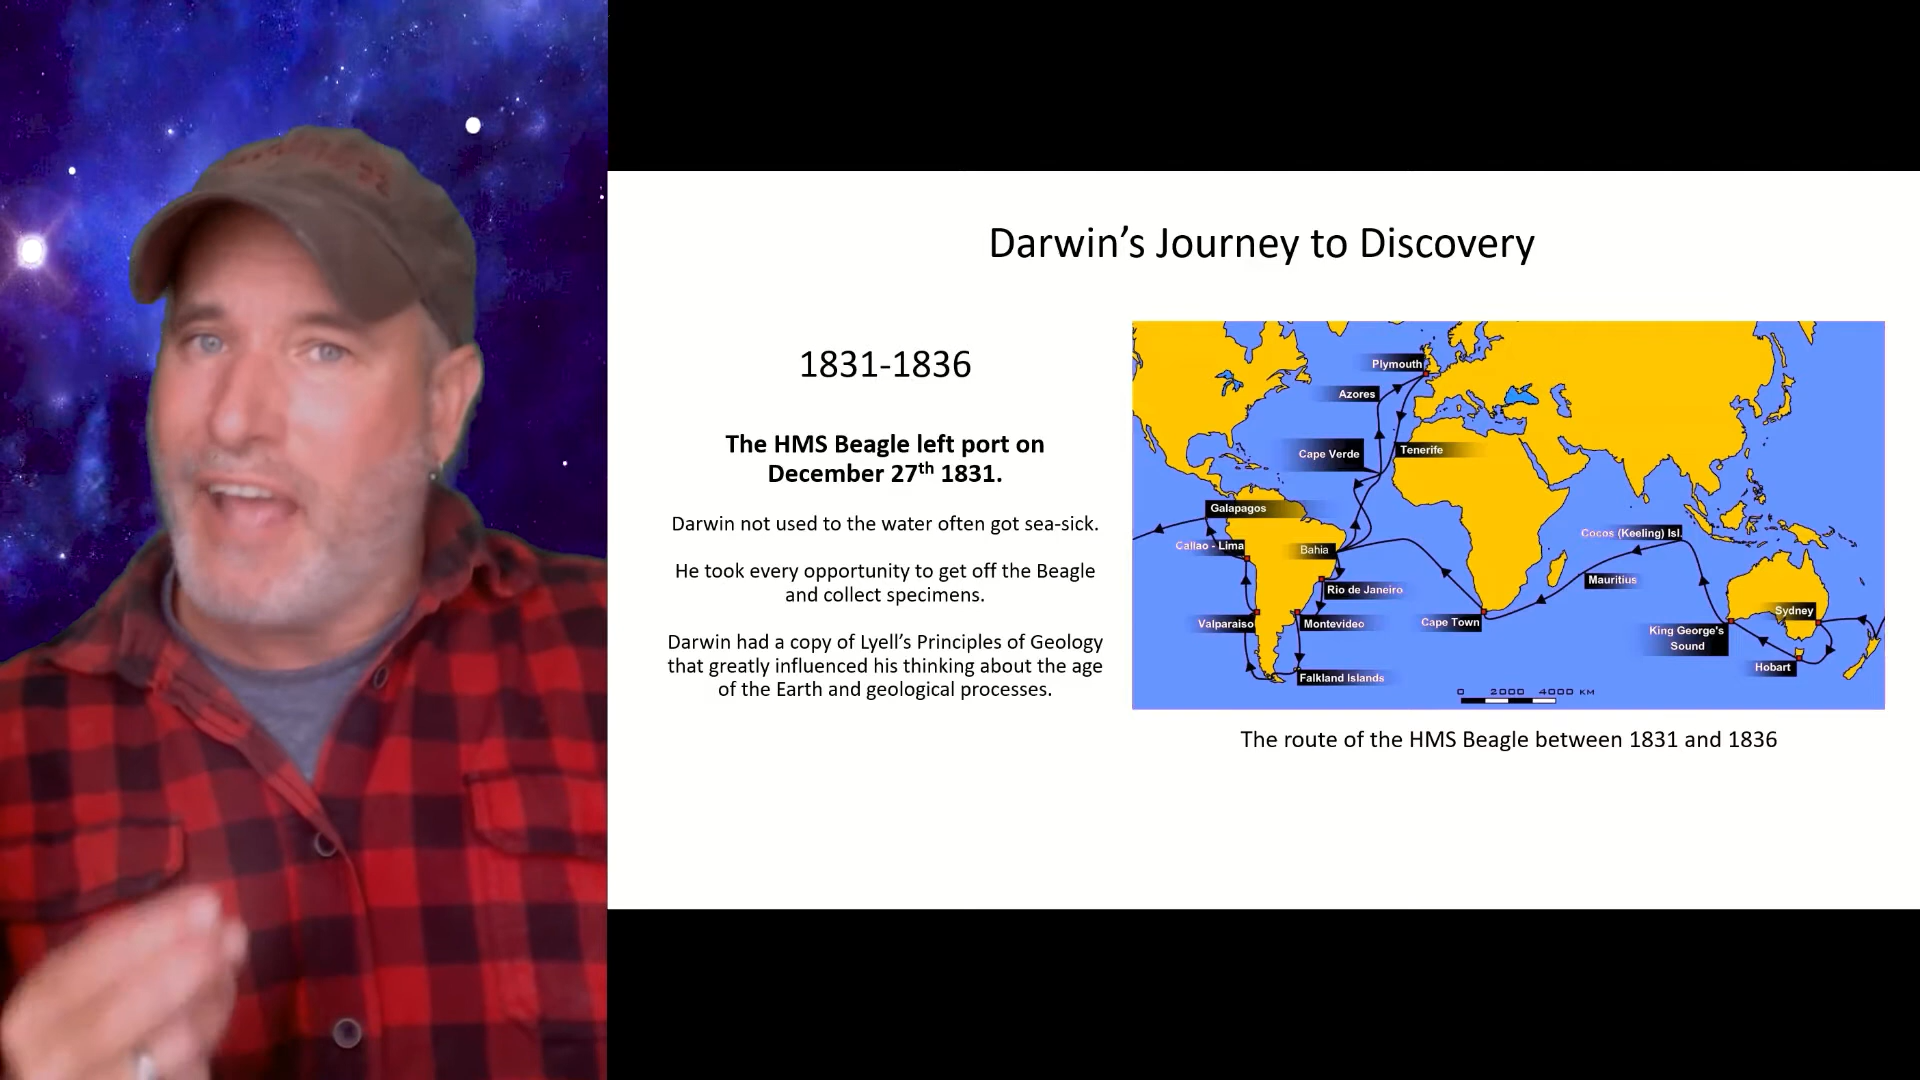 Darwin's Journey to Discovery
1831-1836
The HMS Beagle left port on
December 27th 1831.
Darwin not used to the water often got sea-sick.
He took every opportunity to get off the Beagle
and collect specimens.
Darwin had a copy of Lyell's Principles of Geology
that greatly influenced his thinking about the age
of the Earth and geological processes.
Plymouth
Azores
Cape Verde
Tenerife
Galapagos
Callao - Lima
Bahia
Cocos (Keeling) Isl.
Rio de Janeiro
Mauritius
Valparaiso
Montevideo
Cape Town
Sydney
King George's
Sound
Hobart
Falkland Islands
0 2000 4000 KM
The route of the HMS Beagle between 1831 and 1836